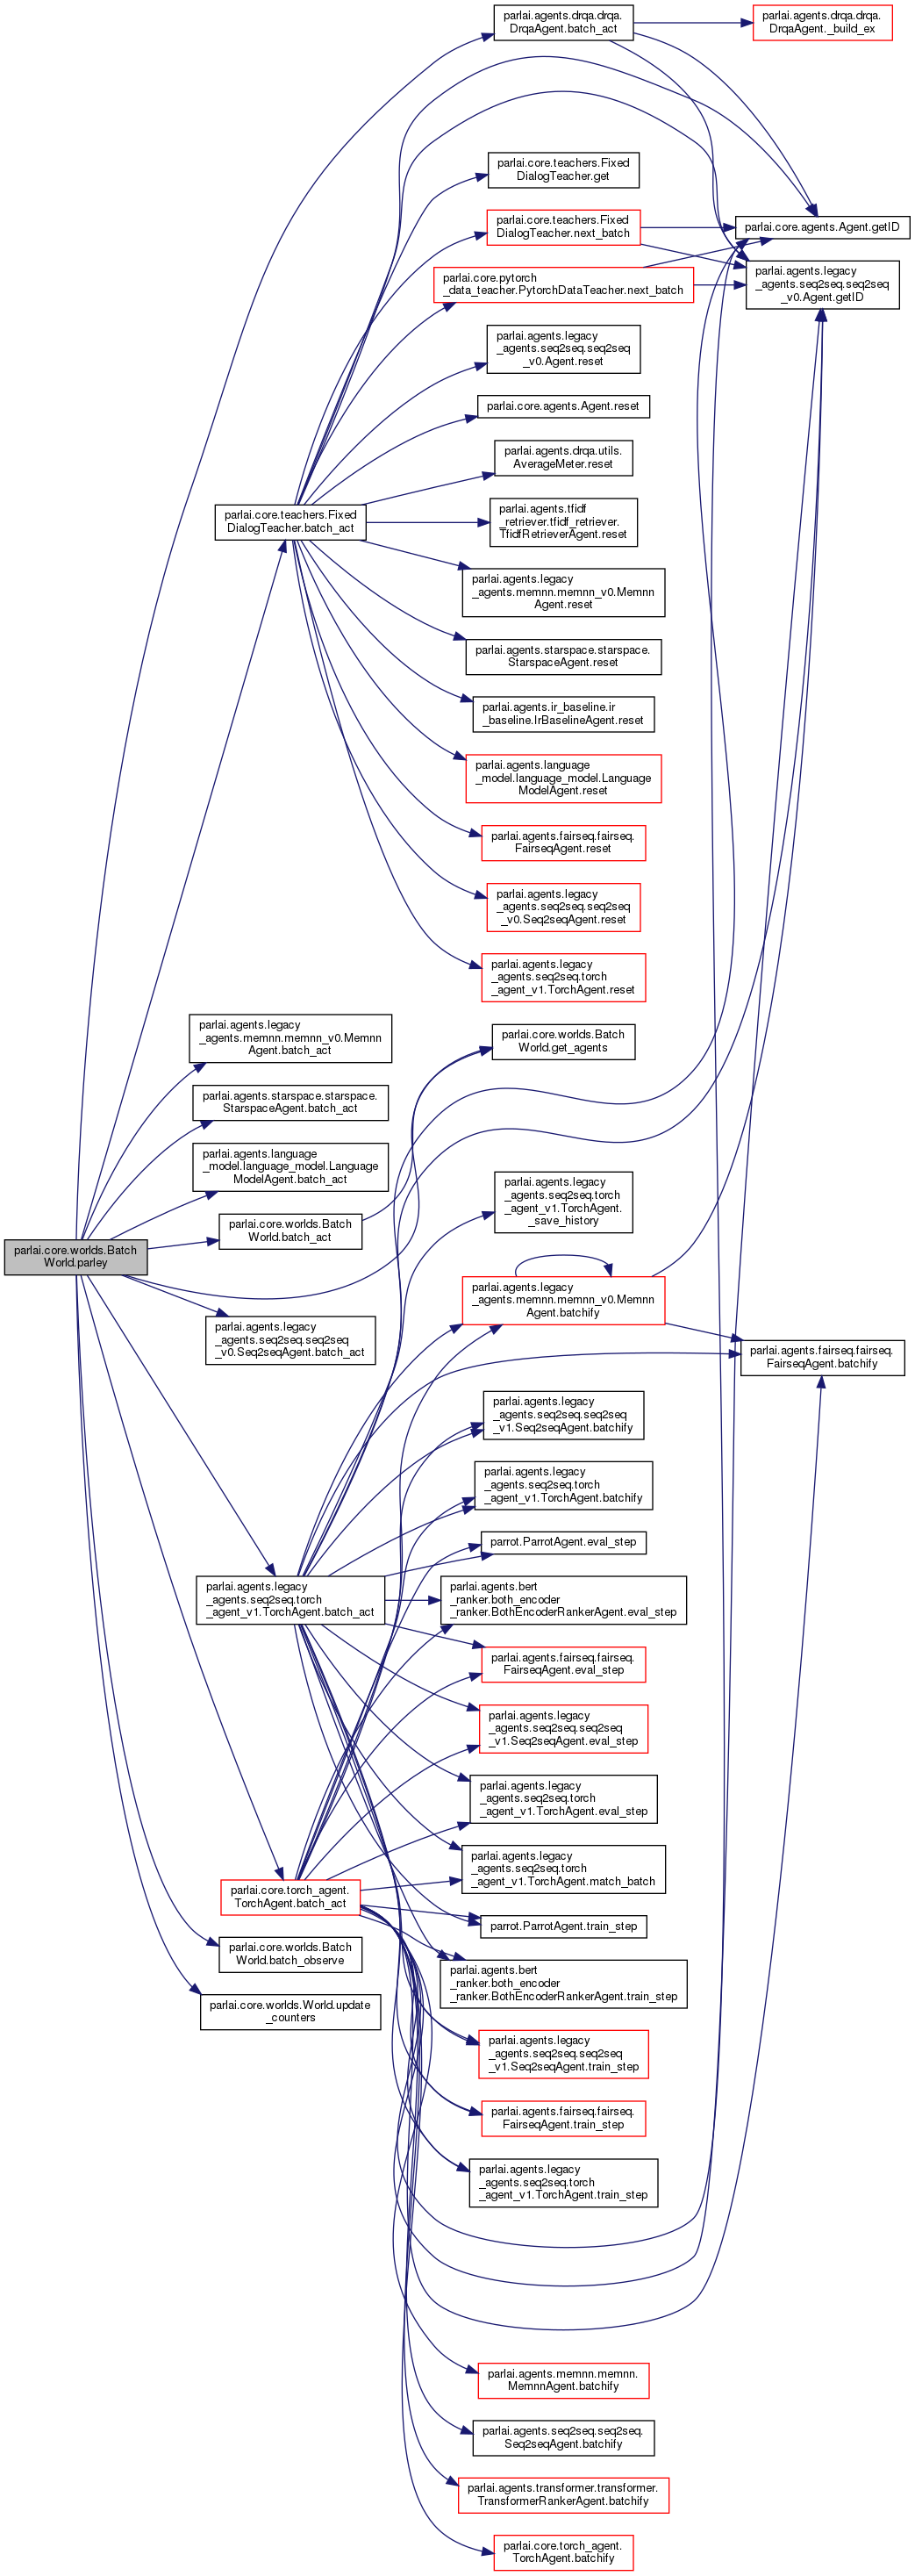 parlai.agents.drqa.drqa.
DrqaAgent.batch_act
parlai.agents.drqa.drqa.
DrqaAgent._build_ex
parlai.core.teachers.Fixed
DialogTeacher.get
parlai.core.teachers.Fixed
DialogTeacher.next_batch
parlai.core.agents.Agent.getID
parlai.core.pytorch
_data_teacher.PytorchDataTeacher.next_batch
parlai.agents.legacy
_agents.seq2seq.seq2seq
_v0.Agent.getID
parlai.agents.legacy
_agents.seq2seq.seq2seq
_v0.Agent.reset
parlai.core.agents.Agent.reset
parlai.agents.drqa.utils.
AverageMeter.reset
parlai.core.teachers.Fixed
DialogTeacher.batch_act
parlai.agents.tfidf
_retriever.tfidf_retriever.
TfidfRetrieverAgent.reset
parlai.agents.legacy
_agents.memnn.memnn_v0.Memnn
Agent.reset
parlai.agents.starspace.starspace.
StarspaceAgent.reset
parlai.agents.ir_baseline.ir
_baseline.IrBaselineAgent.reset
parlai.agents.language
_model.language_model.Language
ModelAgent.reset
parlai.agents.fairseq.fairseq.
FairseqAgent.reset
parlai.agents.legacy
_agents.seq2seq.seq2seq
_v0.Seq2seqAgent.reset
parlai.agents.legacy
_agents.seq2seq.torch
_agent_v1.TorchAgent.reset
parlai.agents.legacy
_agents.memnn.memnn_v0.Memnn
Agent.batch_act
parlai.core.worlds.Batch
World.get_agents
parlai.agents.starspace.starspace.
StarspaceAgent.batch_act
parlai.agents.language
_model.language_model.Language
ModelAgent.batch_act
parlai.core.worlds.Batch
World.batch_act
parlai.agents.legacy
_agents.seq2seq.torch
_agent_v1.TorchAgent.
_save_history
parlai.core.worlds.Batch
World.parley
parlai.agents.legacy
_agents.memnn.memnn_v0.Memnn
Agent.batchify
parlai.agents.legacy
_agents.seq2seq.seq2seq
_v0.Seq2seqAgent.batch_act
parlai.agents.fairseq.fairseq.
FairseqAgent.batchify
parlai.agents.legacy
_agents.seq2seq.seq2seq
_v1.Seq2seqAgent.batchify
parlai.agents.legacy
_agents.seq2seq.torch
_agent_v1.TorchAgent.batchify
parrot.ParrotAgent.eval_step
parlai.agents.legacy
_agents.seq2seq.torch
_agent_v1.TorchAgent.batch_act
parlai.agents.bert
_ranker.both_encoder
_ranker.BothEncoderRankerAgent.eval_step
parlai.agents.fairseq.fairseq.
FairseqAgent.eval_step
parlai.agents.legacy
_agents.seq2seq.seq2seq
_v1.Seq2seqAgent.eval_step
parlai.agents.legacy
_agents.seq2seq.torch
_agent_v1.TorchAgent.eval_step
parlai.agents.legacy
_agents.seq2seq.torch
_agent_v1.TorchAgent.match_batch
parlai.core.torch_agent.
TorchAgent.batch_act
parrot.ParrotAgent.train_step
parlai.core.worlds.Batch
World.batch_observe
parlai.agents.bert
_ranker.both_encoder
_ranker.BothEncoderRankerAgent.train_step
parlai.core.worlds.World.update
_counters
parlai.agents.legacy
_agents.seq2seq.seq2seq
_v1.Seq2seqAgent.train_step
parlai.agents.fairseq.fairseq.
FairseqAgent.train_step
parlai.agents.legacy
_agents.seq2seq.torch
_agent_v1.TorchAgent.train_step
parlai.agents.memnn.memnn.
MemnnAgent.batchify
parlai.agents.seq2seq.seq2seq.
Seq2seqAgent.batchify
parlai.agents.transformer.transformer.
TransformerRankerAgent.batchify
parlai.core.torch_agent.
TorchAgent.batchify